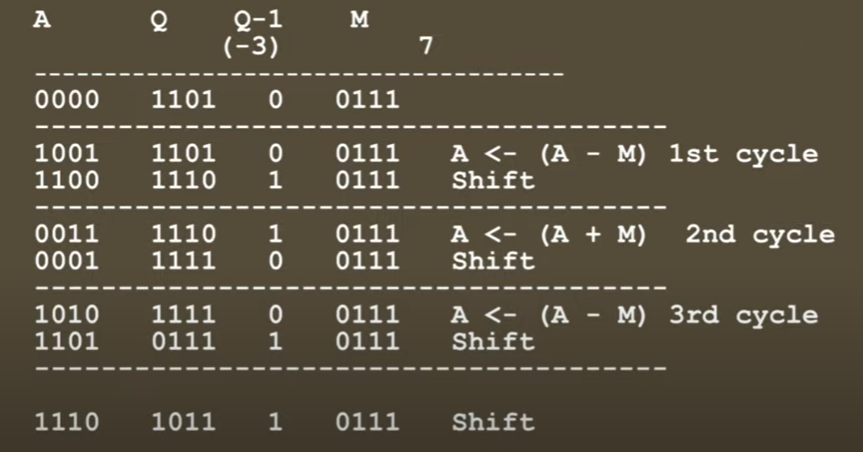 A Q Q-1 M
(-3) 7
-------------------------------------
0000 1101 0 0111
--------------------------------------
1001 1101 0 0111 A <- (A - M) 1st cycle
1100 1110 1 0111 Shift
--------------------------------------
0011 1110 1 0111 A <- (A + M) 2nd cycle
0001 1111 0 0111 Shift
--------------------------------------
1010 1111 0 0111 A <- (A - M) 3rd cycle
1101 0111 1 0111 Shift
--------------------------------------
1110 1011 1 0111 Shift